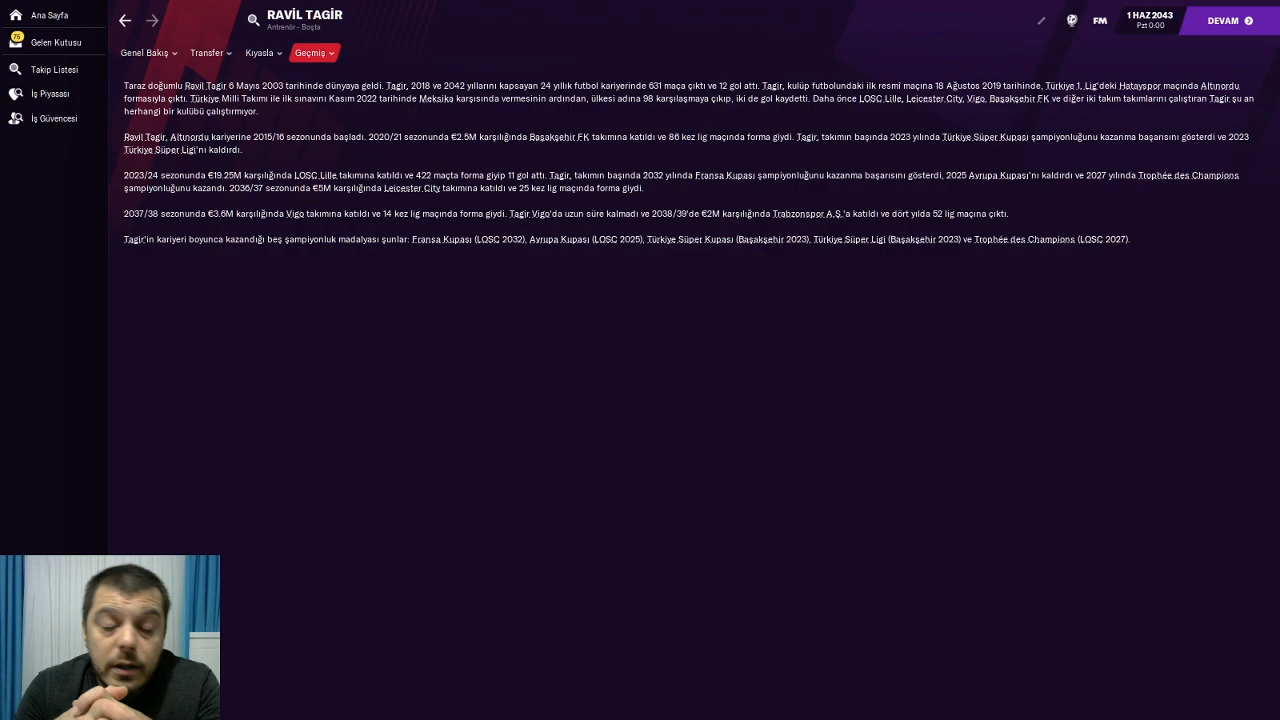 Ana Sayfa
75
Gelen Kutusu
Takip Listesi
İş Piyasası
İş Güvencesi
RAVİL TAGİR
Antrenör - Boşta
FM
1 HAZ 2043
Pzt 0.00
DEVAM
Genel Bakış
Transfer
Kıyasla
Geçmiş
Taraz doğumlu Ravil Tagir 6 Mayıs 2003 tarihinde dünyaya geldi. Tagir, 2018 ve 2042 yıllarını kapsayan 24 yıllık futbol kariyerinde 631 maça çıktı ve 12 gol attı. Tagir, kulüp futbolundaki ilk resmî maçına 18 Ağustos 2019 tarihinde, Türkiye 1. Lig'deki Hatayspor maçında Altınordu
formasıyla çıktı. Türkiye Milli Takımı ile ilk sınavını Kasım 2022 tarihinde Meksika karşısında vermesinin ardından, ülkesi adına 98 karşılaşmaya çıkıp, iki de gol kaydetti. Daha önce LOSC Lille, Leicester City, Vigo, Başakşehir FK ve diğer iki takım takımlarını çalıştıran Tagir şu an
herhangi bir kulübü çalıştırmıyor.
Ravil Tagir, Altınordu kariyerine 2015/16 sezonunda başladı. 2020/21 sezonunda €2.5M karşılığında Başakşehir FK takımına katıldı ve 86 kez lig maçında forma giydi. Tagir, takımın başında 2023 yılında Türkiye Süper Kupası şampiyonluğunu kazanma başarısını gösterdi ve 2023
Türkiye Süper Ligi'nı kaldırdı.
2023/24 sezonunda €19.25M karşılığında LOSC Lille takımına katıldı ve 422 maçta forma giyip 11 gol attı. Tagir, takımın başında 2032 yılında Fransa Kupası şampiyonluğunu kazanma başarısını gösterdi, 2025 Avrupa Kupası'nı kaldırdı ve 2027 yılında Trophée des Champions
şampiyonluğunu kazandı. 2036/37 sezonunda €5M karşılığında Leicester City takımına katıldı ve 25 kez lig maçında forma giydi.
2037/38 sezonunda €3.6M karşılığında Vigo takımına katıldı ve 14 kez lig maçında forma giydi. Tagir Vigo'da uzun süre kalmadı ve 2038/39'de €2M karşılığında Trabzonspor A.Ş.'a katıldı ve dört yılda 52 lig maçına çıktı.
Tagir'in kariyeri boyunca kazandığı beş şampiyonluk madalyası şunlar: Fransa Kupası (LOSC 2032), Avrupa Kupası (LOSC 2025), Türkiye Süper Kupası (Başakşehir 2023), Türkiye Süper Ligi (Başakşehir 2023) ve Trophée des Champions (LOSC 2027).